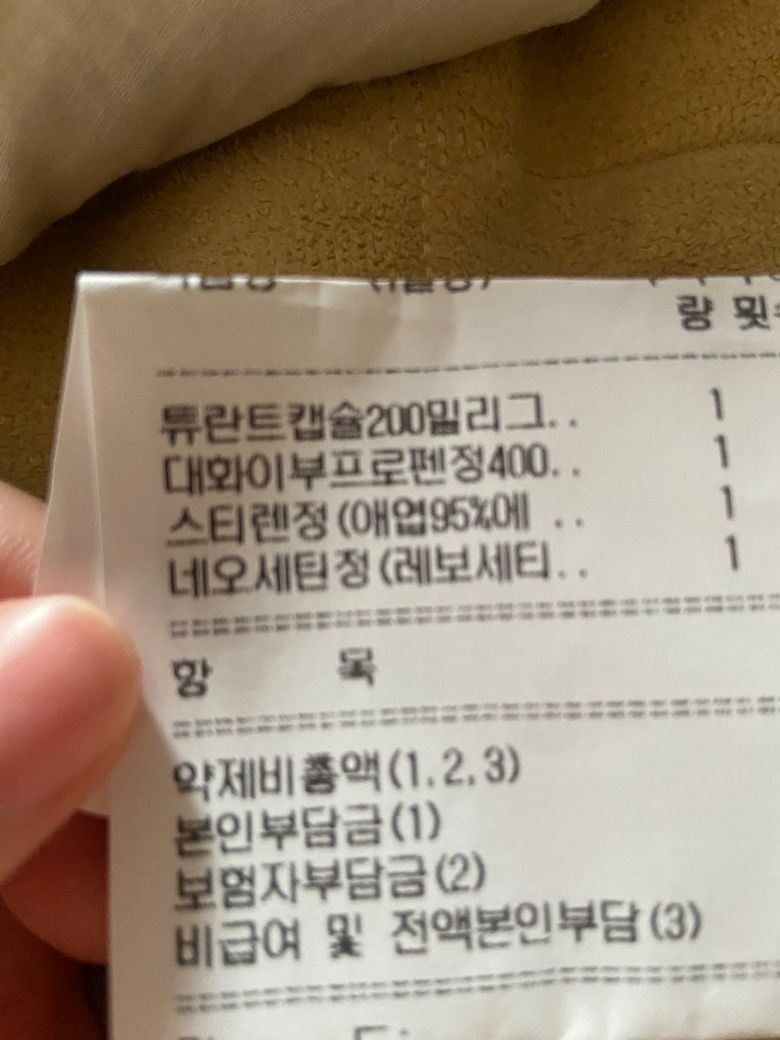 량 횟
튜란트캡슐200밀리그.. 1
대화이부프로펜정400.. 1
스티렌정(애엽95%에 .. 1
네오세틴정(레보세티.. 1
항 목
약제비총액(1,2,3)
본인부담금(1)
보험자부담금(2)
비급여 및 전액본인부담(3)